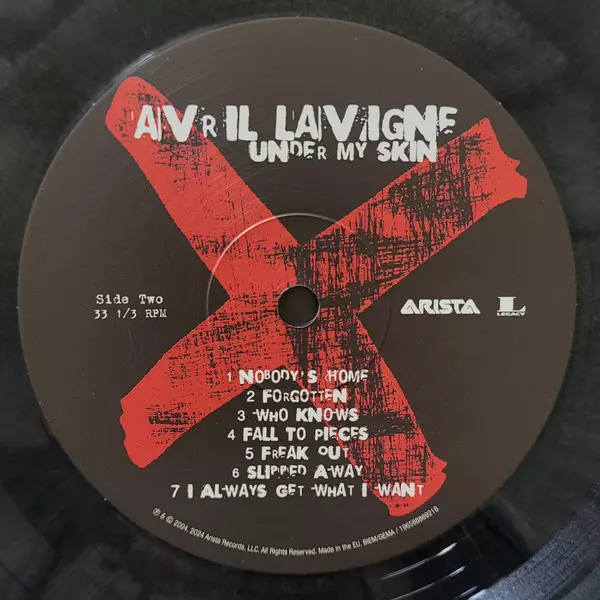 AVRIL LAVIGNE
UNDER MY SKIN
Side Two
33 1/3 RPM
ARISTA
L
LEGACY
1 NOBODY'S HOME
2 FORGOTTEN
3 WHO KNOWS
4 FALL TO PIECES
5 FREAK OUT
6 SLIPPED AWAY
7 I ALWAYS GET WHAT I WANT
℗ & © 2004, 2024 Arista Records, LLC. All Rights Reserved. Made in the EU. BIEM/GEMA / 19658886921B